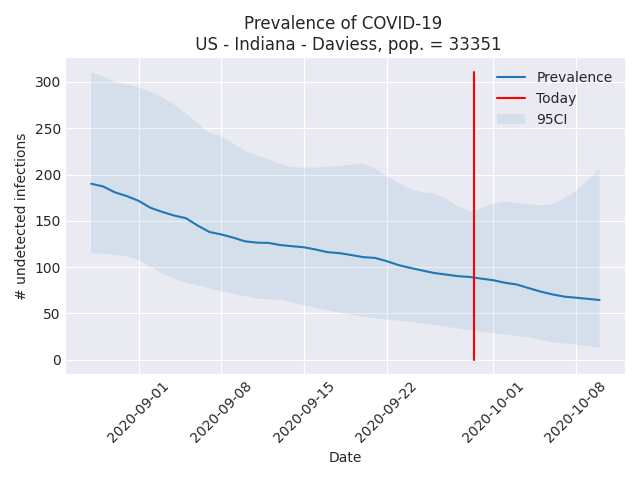 Prevalence of COVID-19
US - Indiana - Daviess, pop. = 33351
Prevalence
Today
95CI
# undetected infections
300
250
200
150
100
50
0
2020-09-01
2020-09-08
2020-09-15
2020-09-22
2020-10-01
2020-10-08
Date